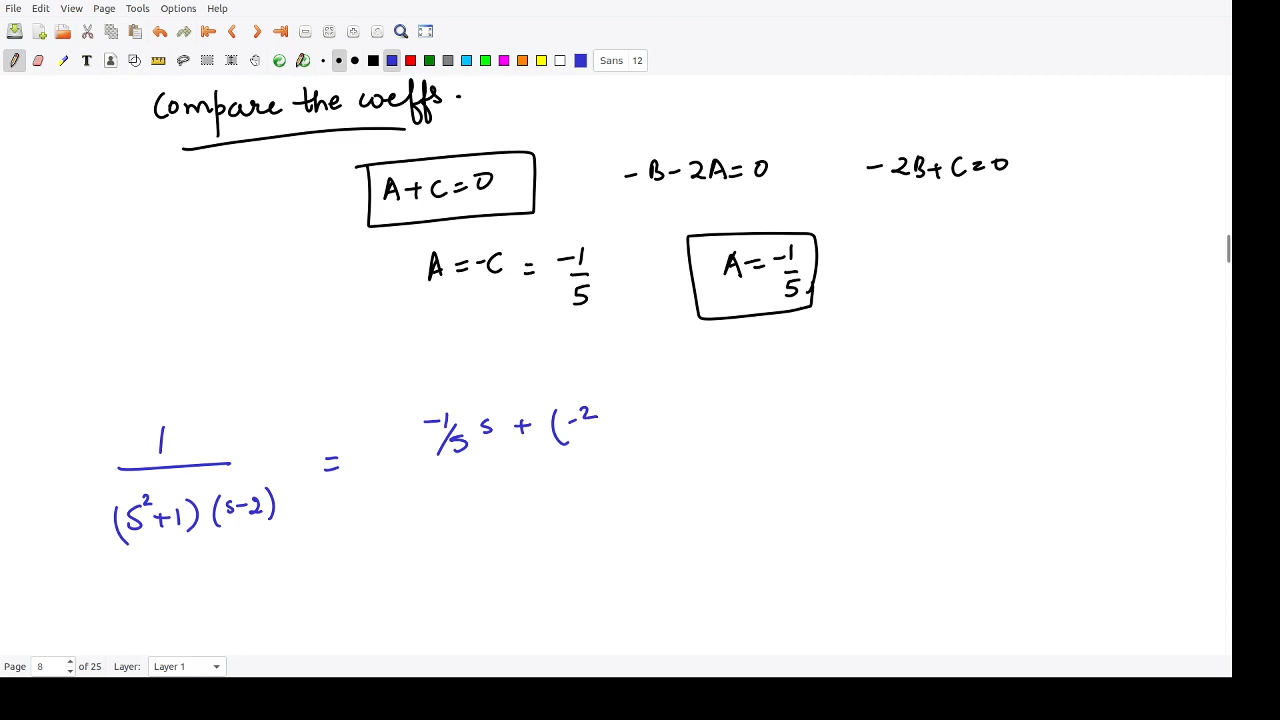 File Edit View Page Tools Options Help
T Sans 12
Compare the coeffs.
A + C = 0 - B - 2A = 0 - 2B + C = 0
A = -C = -1/5 A = -1/5
1/((s²+1)(s-2)) = -1/5 s + (-2
Page 8 of 25 Layer: Layer 1